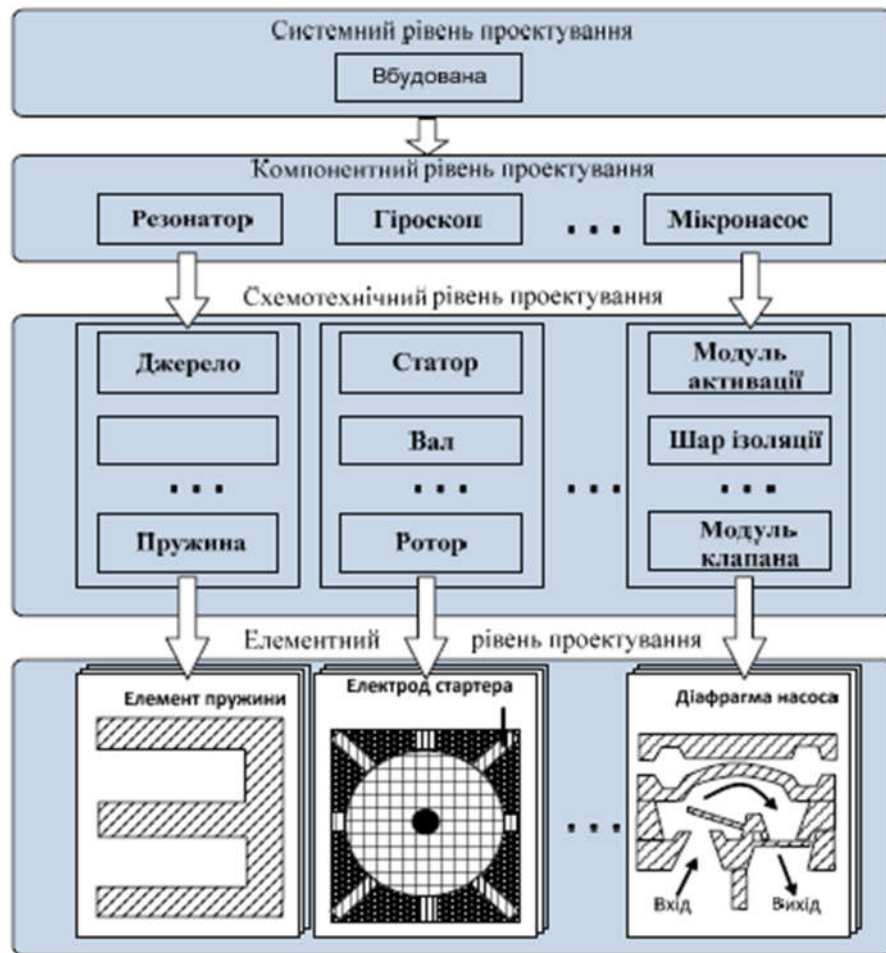 Системний рівень проектування
Вбудована
Компонентний рівень проектування
Резонатор
Гіроскоп
...
Мікронасос
Схемотехнічний рівень проектування
Джерело
...
Пружина
Статор
Вал
...
Ротор
...
Модуль
активації
Шар ізоляції
...
Модуль
клапана
Елементний рівень проектування
Елемент пружини
Електрод стартера
...
Діафрагма насоса
Вхід
Вихід